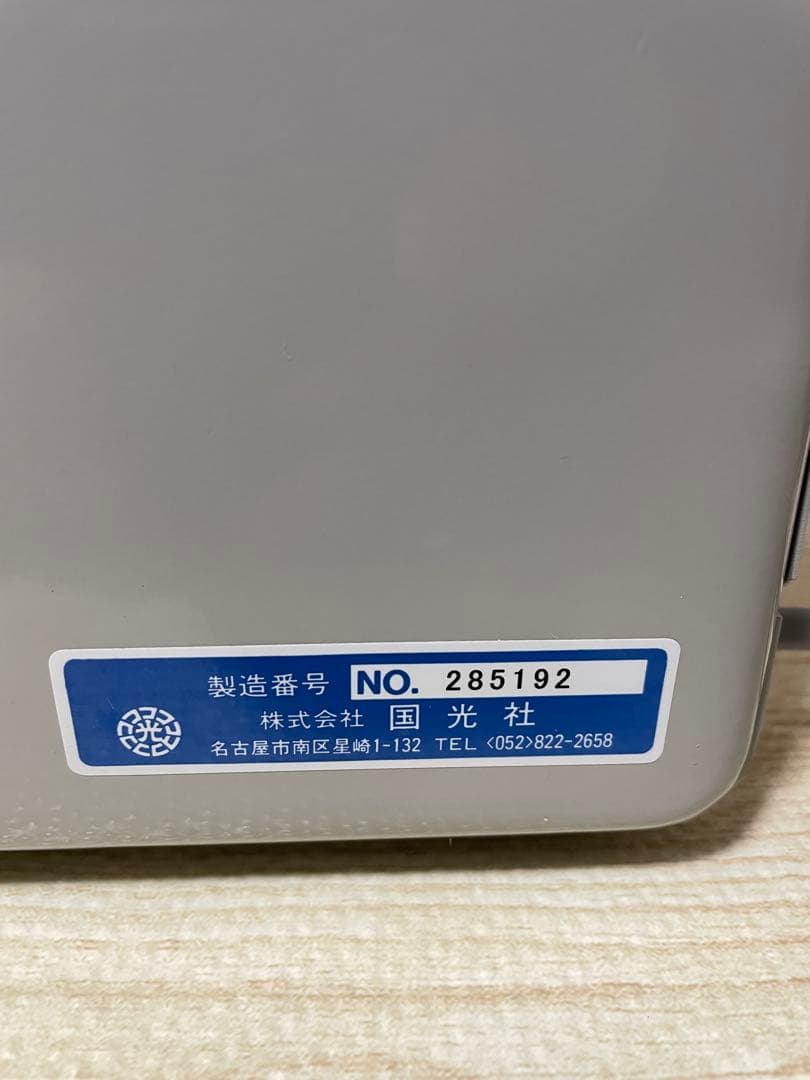 製造番号 NO. 285192
株式会社 国光社
名古屋市南区星崎1-132 TEL <052>822-2658
光